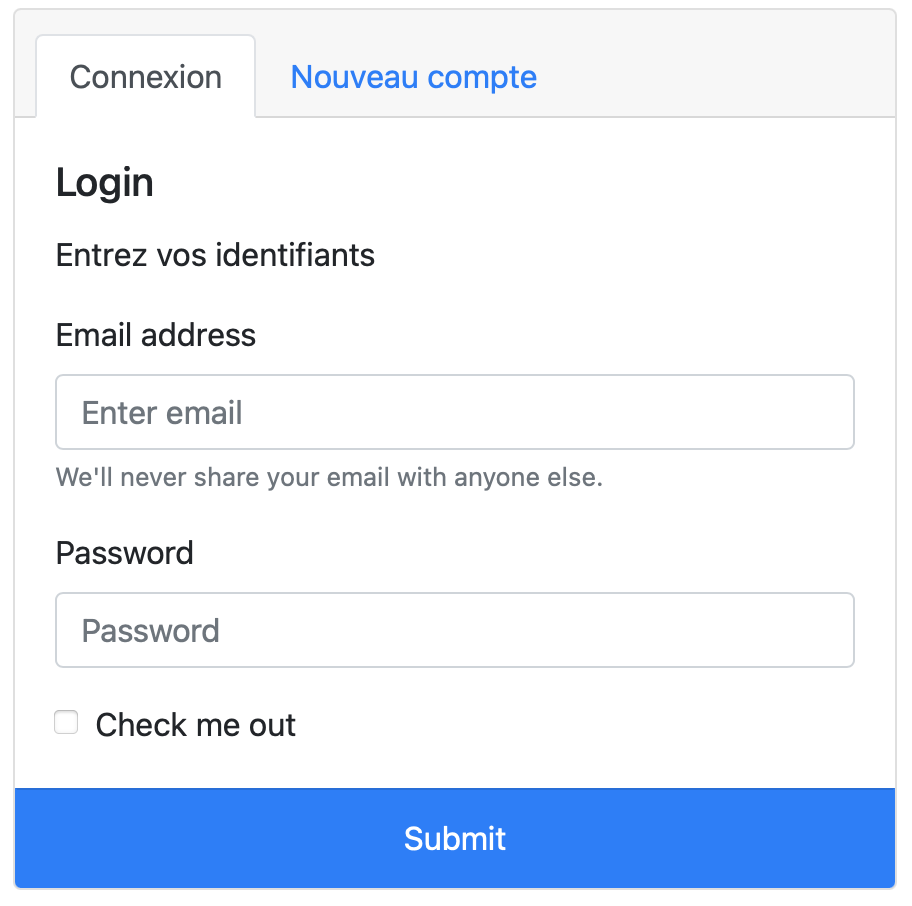 Connexion Nouveau compte
Login
Entrez vos identifiants
Email address
Enter email
We'll never share your email with anyone else.
Password
Password
Check me out
Submit